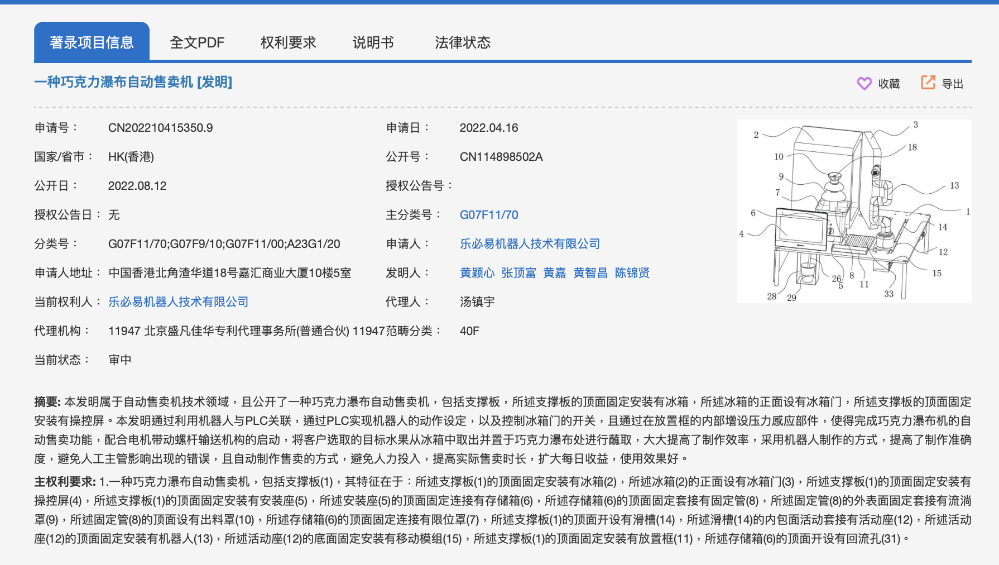 著录项目信息 全文PDF 权利要求 说明书 法律状态
一种巧克力瀑布自动售卖机 [发明] 收藏 导出
申请号： CN202210415350.9 申请日： 2022.04.16
国家/省市： HK(香港) 公开号： CN114898502A
公开日： 2022.08.12 授权公告号：
授权公告日： 无 主分类号： G07F11/70
分类号： G07F11/70;G07F9/10;G07F11/00;A23G1/20 申请人： 乐必易机器人技术有限公司
申请人地址： 中国香港北角渣华道18号嘉汇商业大厦10楼5室 发明人： 黄颖心 张顶富 黄嘉 黄智昌 陈锦贤
当前权利人： 乐必易机器人技术有限公司 代理人： 汤镇宇
代理机构： 11947 北京盛凡佳华专利代理事务所(普通合伙) 11947 范畴分类： 40F
当前状态： 审中
2
3
10
18
9
7
13
6
1
4
14
12
15
26
8
5
11
33
28
29
摘要: 本发明属于自动售卖机技术领域，且公开了一种巧克力瀑布自动售卖机，包括支撑板，所述支撑板的顶面固定安装有冰箱，所述冰箱的正面设有冰箱门，所述支撑板的顶面固定
安装有操控屏。本发明通过利用机器人与PLC关联，通过PLC实现机器人的动作设定，以及控制冰箱门的开关，且通过在放置框的内部增设压力感应部件，使得完成巧克力瀑布机的自
动售卖功能，配合电机带动螺杆输送机构的启动，将客户选取的目标水果从冰箱中取出并置于巧克力瀑布处进行蘸取，大大提高了制作效率，采用机器人制作的方式，提高了制作准确
度，避免人工主管影响出现的错误，且自动制作售卖的方式，避免人力投入，提高实际售卖时长，扩大每日收益，使用效果好。
主权利要求: 1.一种巧克力瀑布自动售卖机，包括支撑板(1)，其特征在于：所述支撑板(1)的顶面固定安装有冰箱(2)，所述冰箱(2)的正面设有冰箱门(3)，所述支撑板(1)的顶面固定安装有
操控屏(4)，所述支撑板(1)的顶面固定安装有安装座(5)，所述安装座(5)的顶面固定连接有存储箱(6)，所述存储箱(6)的顶面固定套接有固定管(8)，所述固定管(8)的外表面固定套接有流淌
罩(9)，所述固定管(8)的顶面设有出料罩(10)，所述存储箱(6)的顶面固定连接有限位罩(7)，所述支撑板(1)的顶面开设有滑槽(14)，所述滑槽(14)的内包面活动套接有活动座(12)，所述活动
座(12)的顶面固定安装有机器人(13)，所述活动座(12)的底面固定安装有移动模组(15)，所述支撑板(1)的顶面固定安装有放置框(11)，所述存储箱(6)的顶面开设有回流孔(31)。